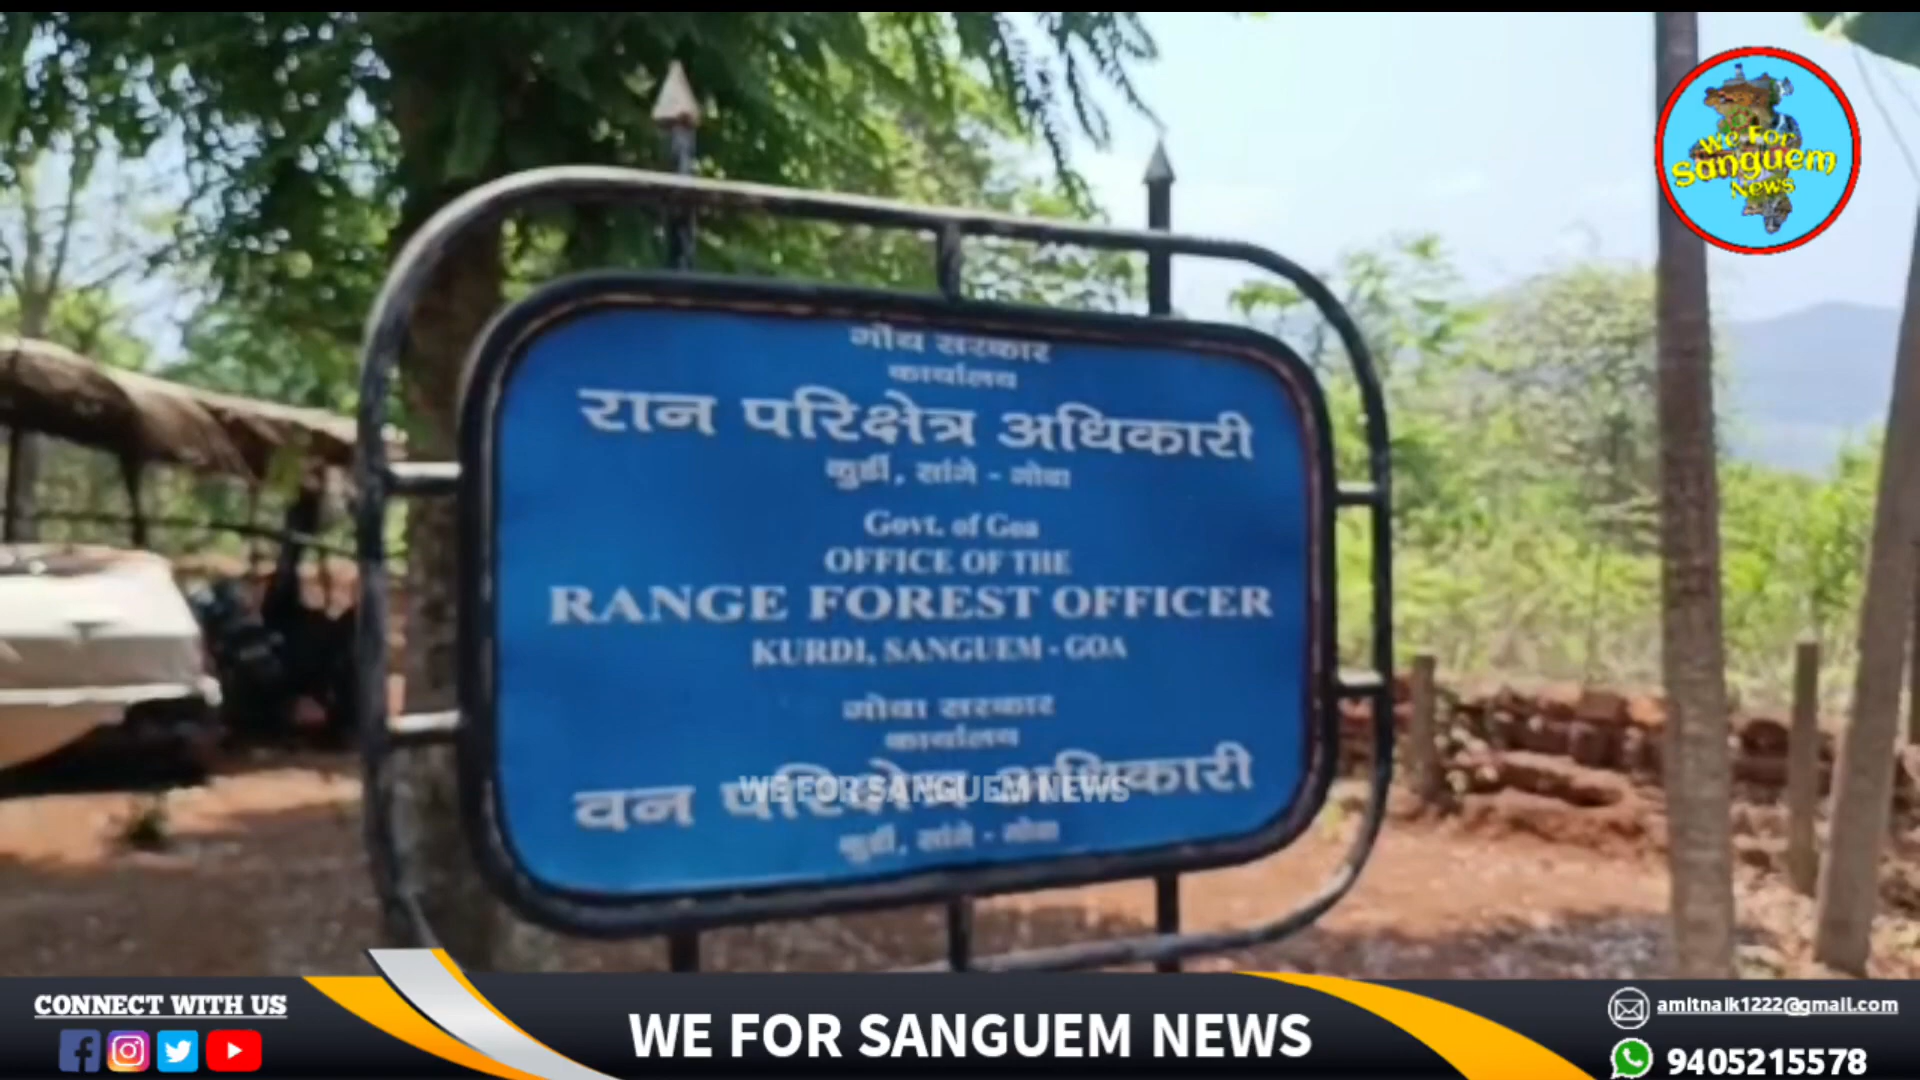 We For
Sanguem
News
गोंय सरकार
कार्यालय
रान परिक्षेत्र अधिकारी
कुर्डी, सांगे - गोवा
Govt. of Goa
OFFICE OF THE
RANGE FOREST OFFICER
KURDI, SANGUEM - GOA
गोवा सरकार
कार्यालय
वन परिक्षेत्र अधिकारी
WE FOR SANGUEM NEWS
कुर्डी, सांगे - गोवा
CONNECT WITH US
WE FOR SANGUEM NEWS
amitnaik1222@gmail.com
9405215578